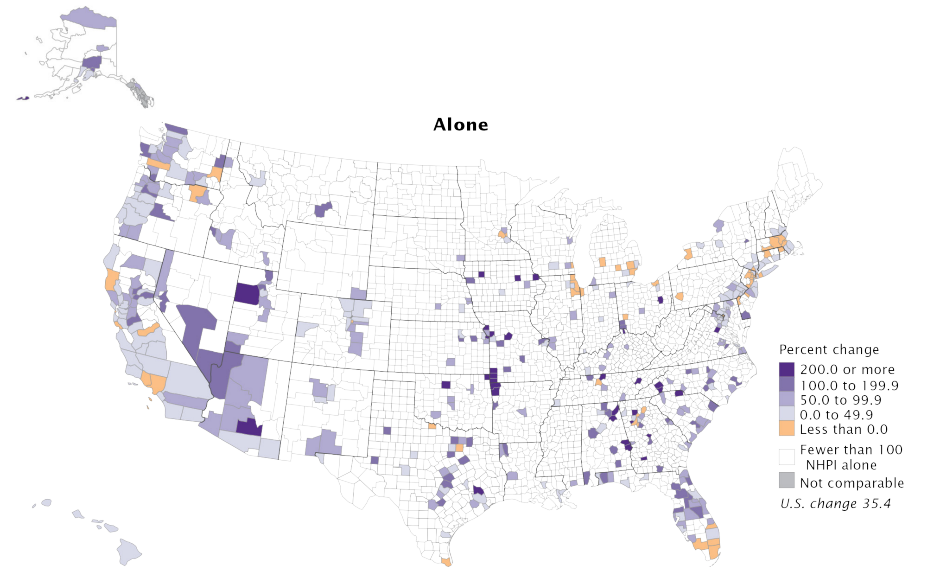 Alone
Percent change
200.0 or more
100.0 to 199.9
50.0 to 99.9
0.0 to 49.9
Less than 0.0
Fewer than 100
NHPI alone
Not comparable
U.S. change 35.4